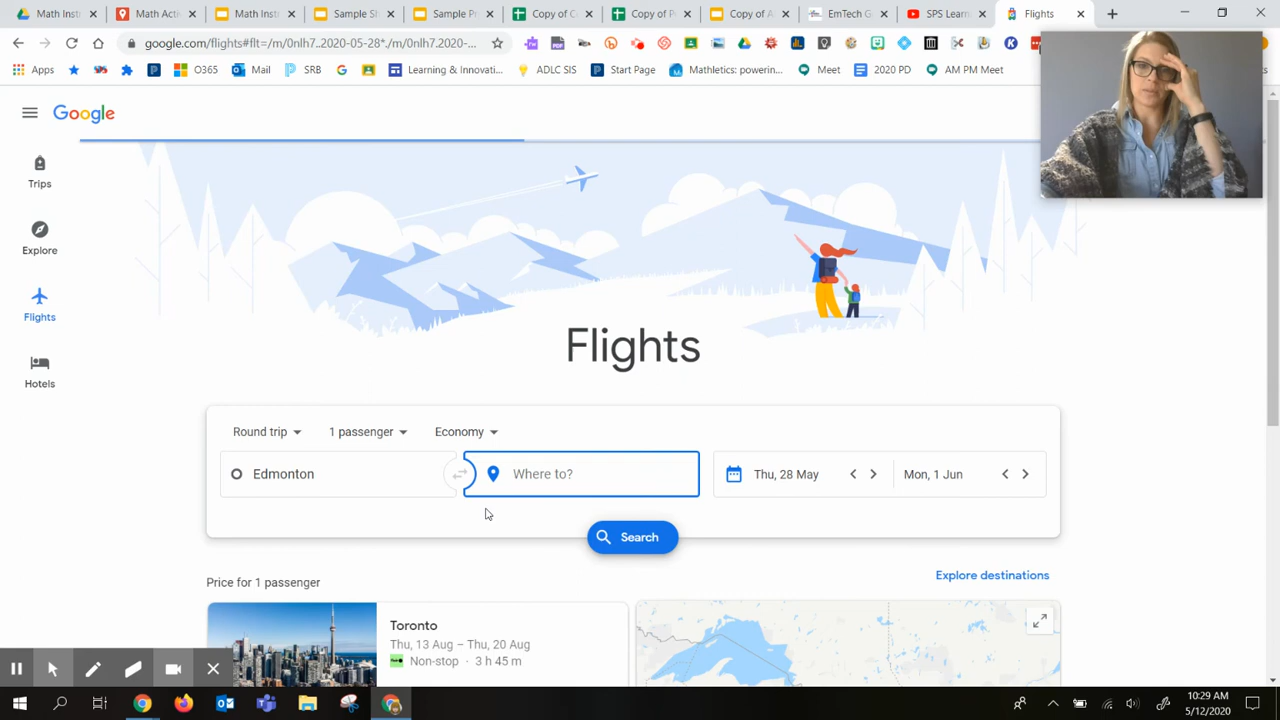 Math Inst
Math Acti
Math Instr
Sample Sl
Sample Pr
Copy of C
Copy of P
Copy of A
EmTech G
SPS Learn
Flights
google.com/flights#flt=/m/0nlh7..2020-05-28*./m/0nlh7.2020-...
Apps
O365
Mail
SRB
Learning & Innovati...
ADLC SIS
Start Page
Mathletics: powerin...
Meet
2020 PD
AM PM Meet
Google
Trips
Explore
Flights
Hotels
Flights
Round trip
1 passenger
Economy
Edmonton
Where to?
Thu, 28 May
Mon, 1 Jun
Search
Explore destinations
Price for 1 passenger
Toronto
Thu, 13 Aug – Thu, 20 Aug
Non-stop · 3 h 45 m
10:29 AM
5/12/2020